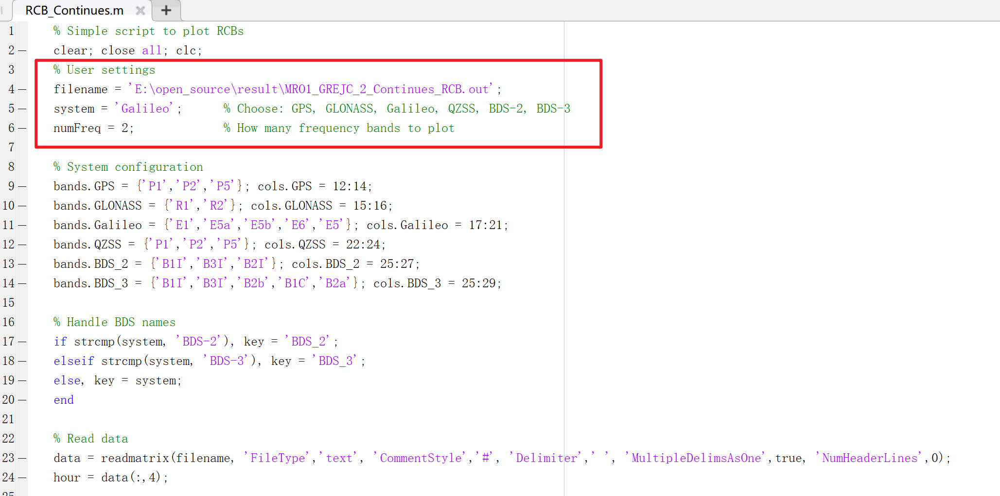 RCB_Continues.m
1 % Simple script to plot RCBs
2 clear; close all; clc;
3 % User settings
4 filename = 'E:\open_source\result\MRO1_GREJC_2_Continues_RCB.out';
5 system = 'Galileo'; % Choose: GPS, GLONASS, Galileo, QZSS, BDS-2, BDS-3
6 numFreq = 2; % How many frequency bands to plot
7
8 % System configuration
9 bands.GPS = {'P1','P2','P5'}; cols.GPS = 12:14;
10 bands.GLONASS = {'R1','R2'}; cols.GLONASS = 15:16;
11 bands.Galileo = {'E1','E5a','E5b','E6','E5'}; cols.Galileo = 17:21;
12 bands.QZSS = {'P1','P2','P5'}; cols.QZSS = 22:24;
13 bands.BDS_2 = {'B1I','B3I','B2I'}; cols.BDS_2 = 25:27;
14 bands.BDS_3 = {'B1I','B3I','B2b','B1C','B2a'}; cols.BDS_3 = 25:29;
15
16 % Handle BDS names
17 if strcmp(system, 'BDS-2'), key = 'BDS_2';
18 elseif strcmp(system, 'BDS-3'), key = 'BDS_3';
19 else, key = system;
20 end
21
22 % Read data
23 data = readmatrix(filename, 'FileType','text', 'CommentStyle','#', 'Delimiter',' ', 'MultipleDelimsAsOne',true, 'NumHeaderLines',0);
24 hour = data(:,4);
25